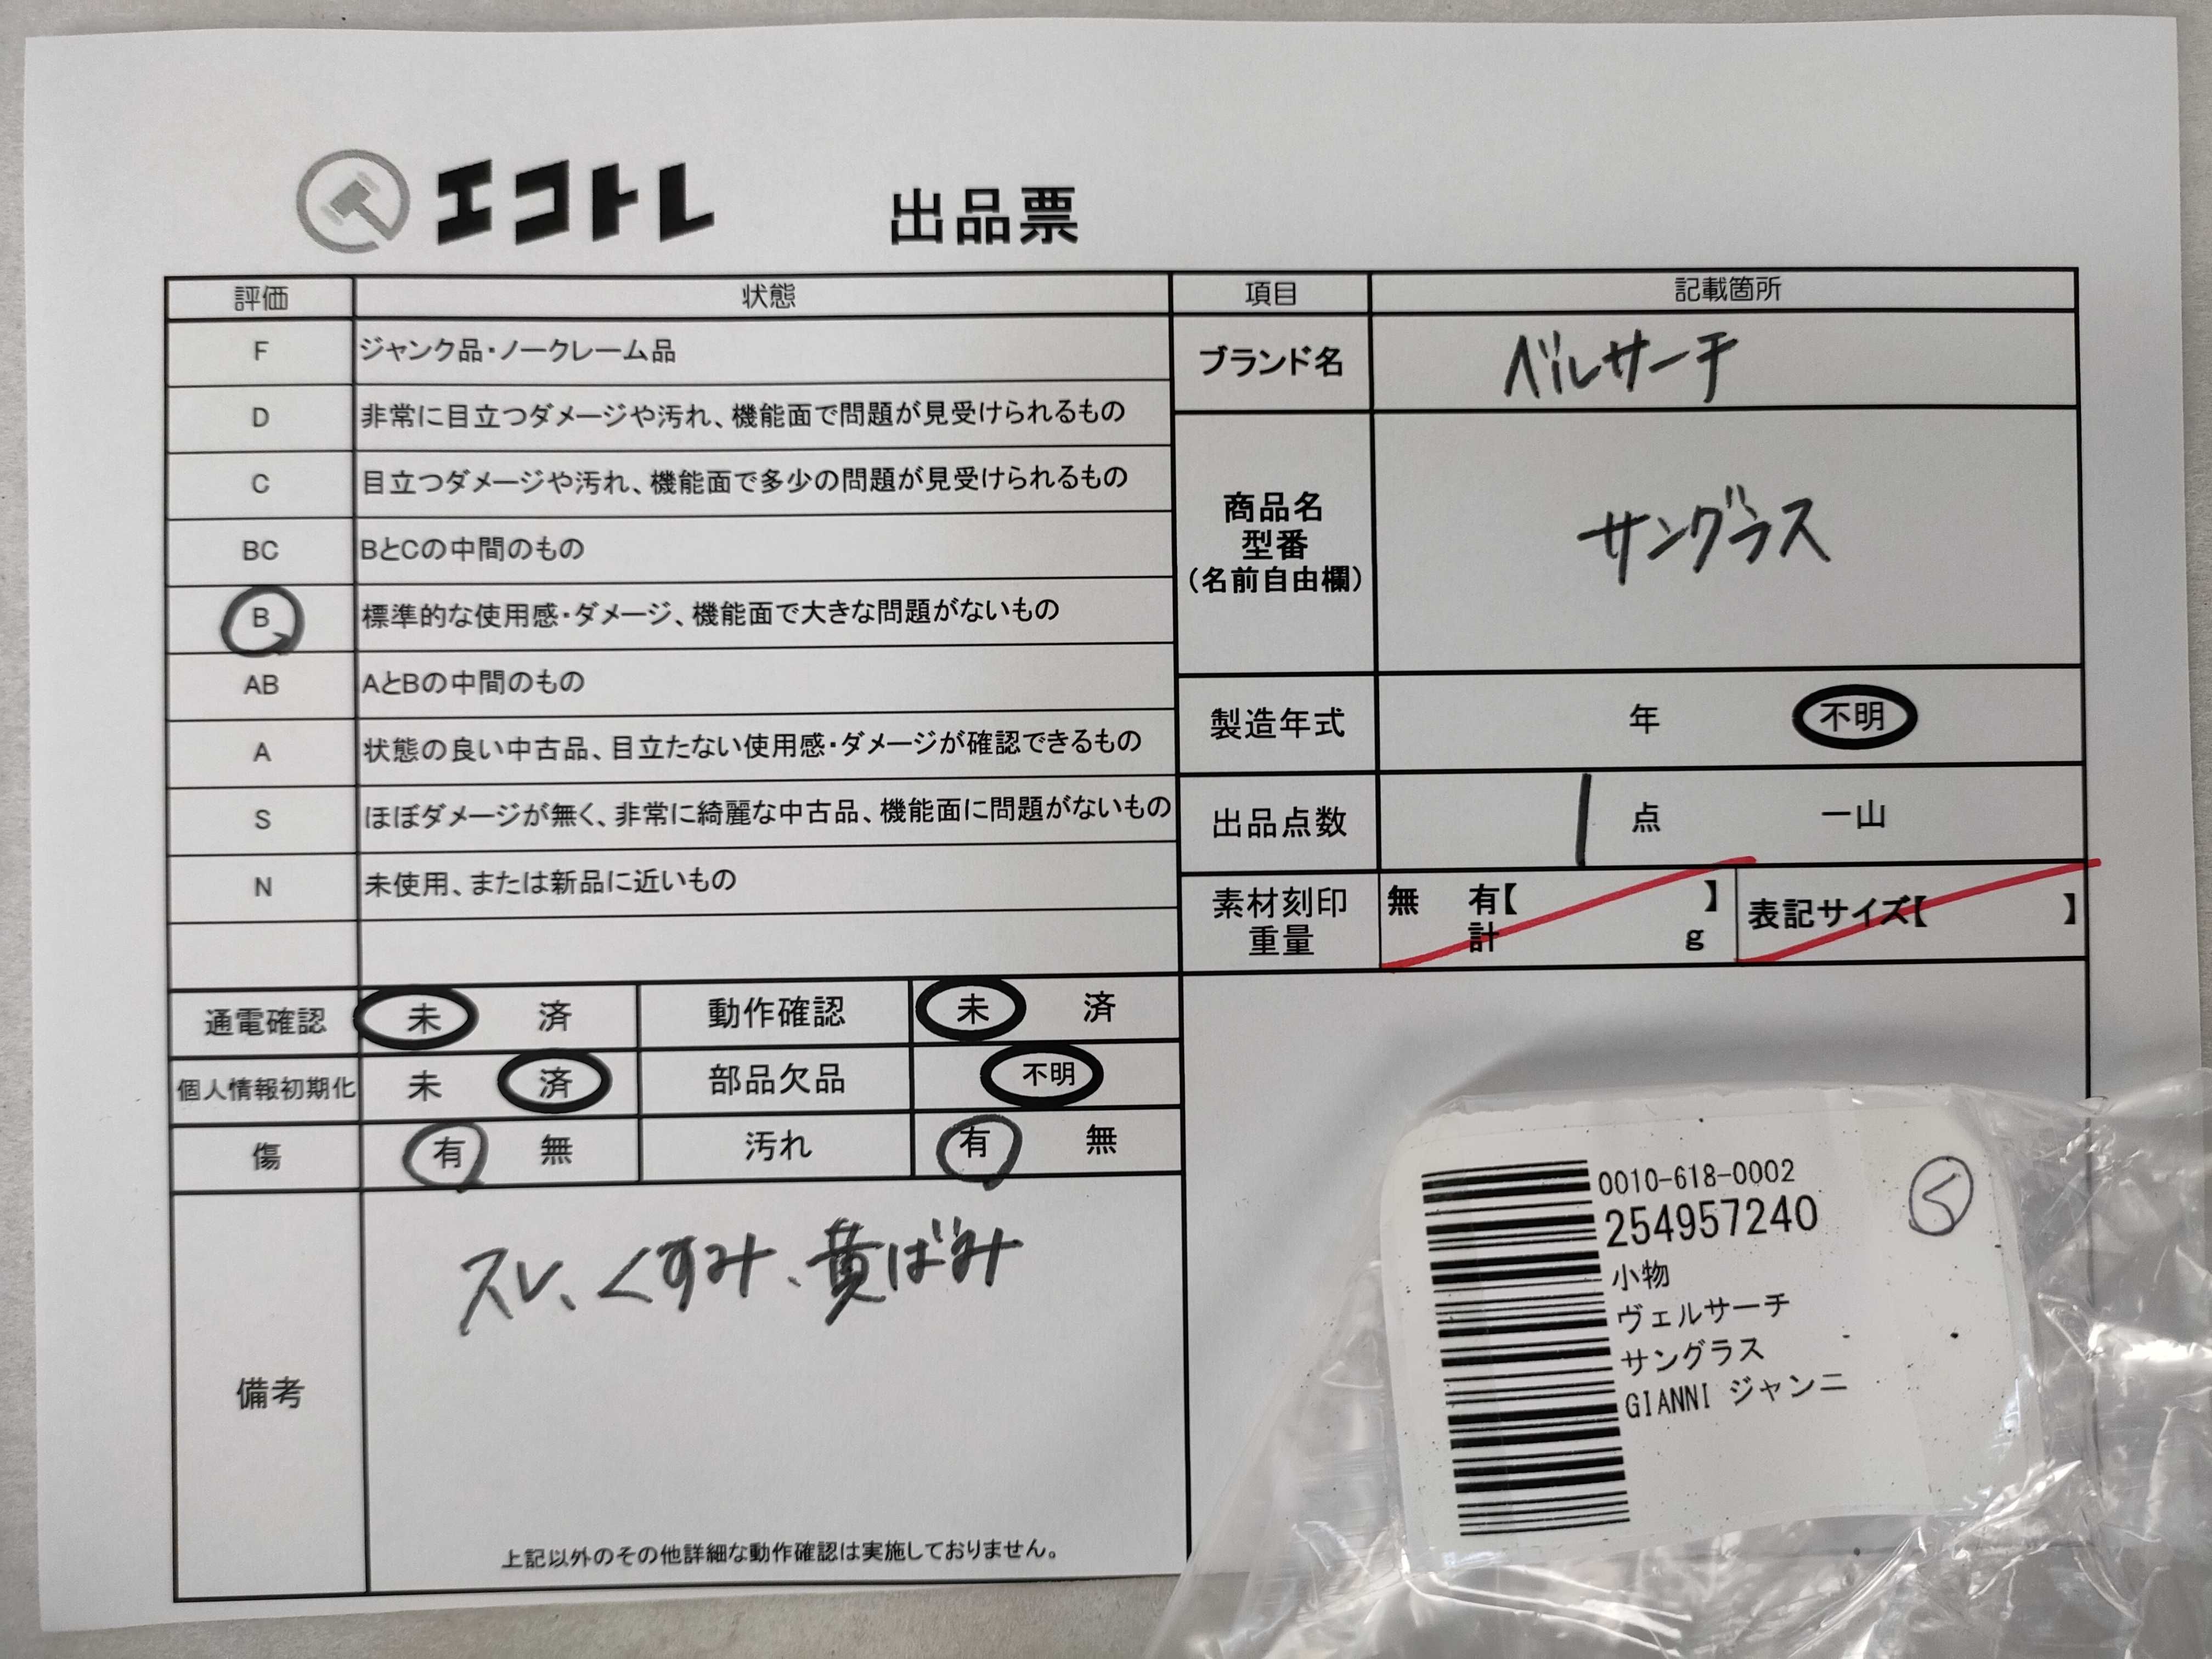 エコトレ 出品票
評価 状態 項目 記載箇所
F ジャンク品・ノークレーム品
D 非常に目立つダメージや汚れ、機能面で問題が見受けられるもの
C 目立つダメージや汚れ、機能面で多少の問題が見受けられるもの
BC BとCの中間のもの
B 標準的な使用感・ダメージ、機能面で大きな問題がないもの
AB AとBの中間のもの
A 状態の良い中古品、目立たない使用感・ダメージが確認できるもの
S ほぼダメージが無く、非常に綺麗な中古品、機能面に問題がないもの
N 未使用、または新品に近いもの
ブランド名 ベルサーチ
商品名
型番
(名前自由欄)
サングラス
製造年式 年 不明
出品点数 1 点 一山
素材刻印
重量
無 有【 】
計 g
表記サイズ【 】
通電確認 未 済 動作確認 未 済
個人情報初期化 未 済 部品欠品 不明
傷 有 無 汚れ 有 無
備考
スレ、くすみ、黄ばみ
上記以外のその他詳細な動作確認は実施しておりません。
0010-618-0002
254957240
小物
ヴェルサーチ
サングラス
GIANNI ジャンニ